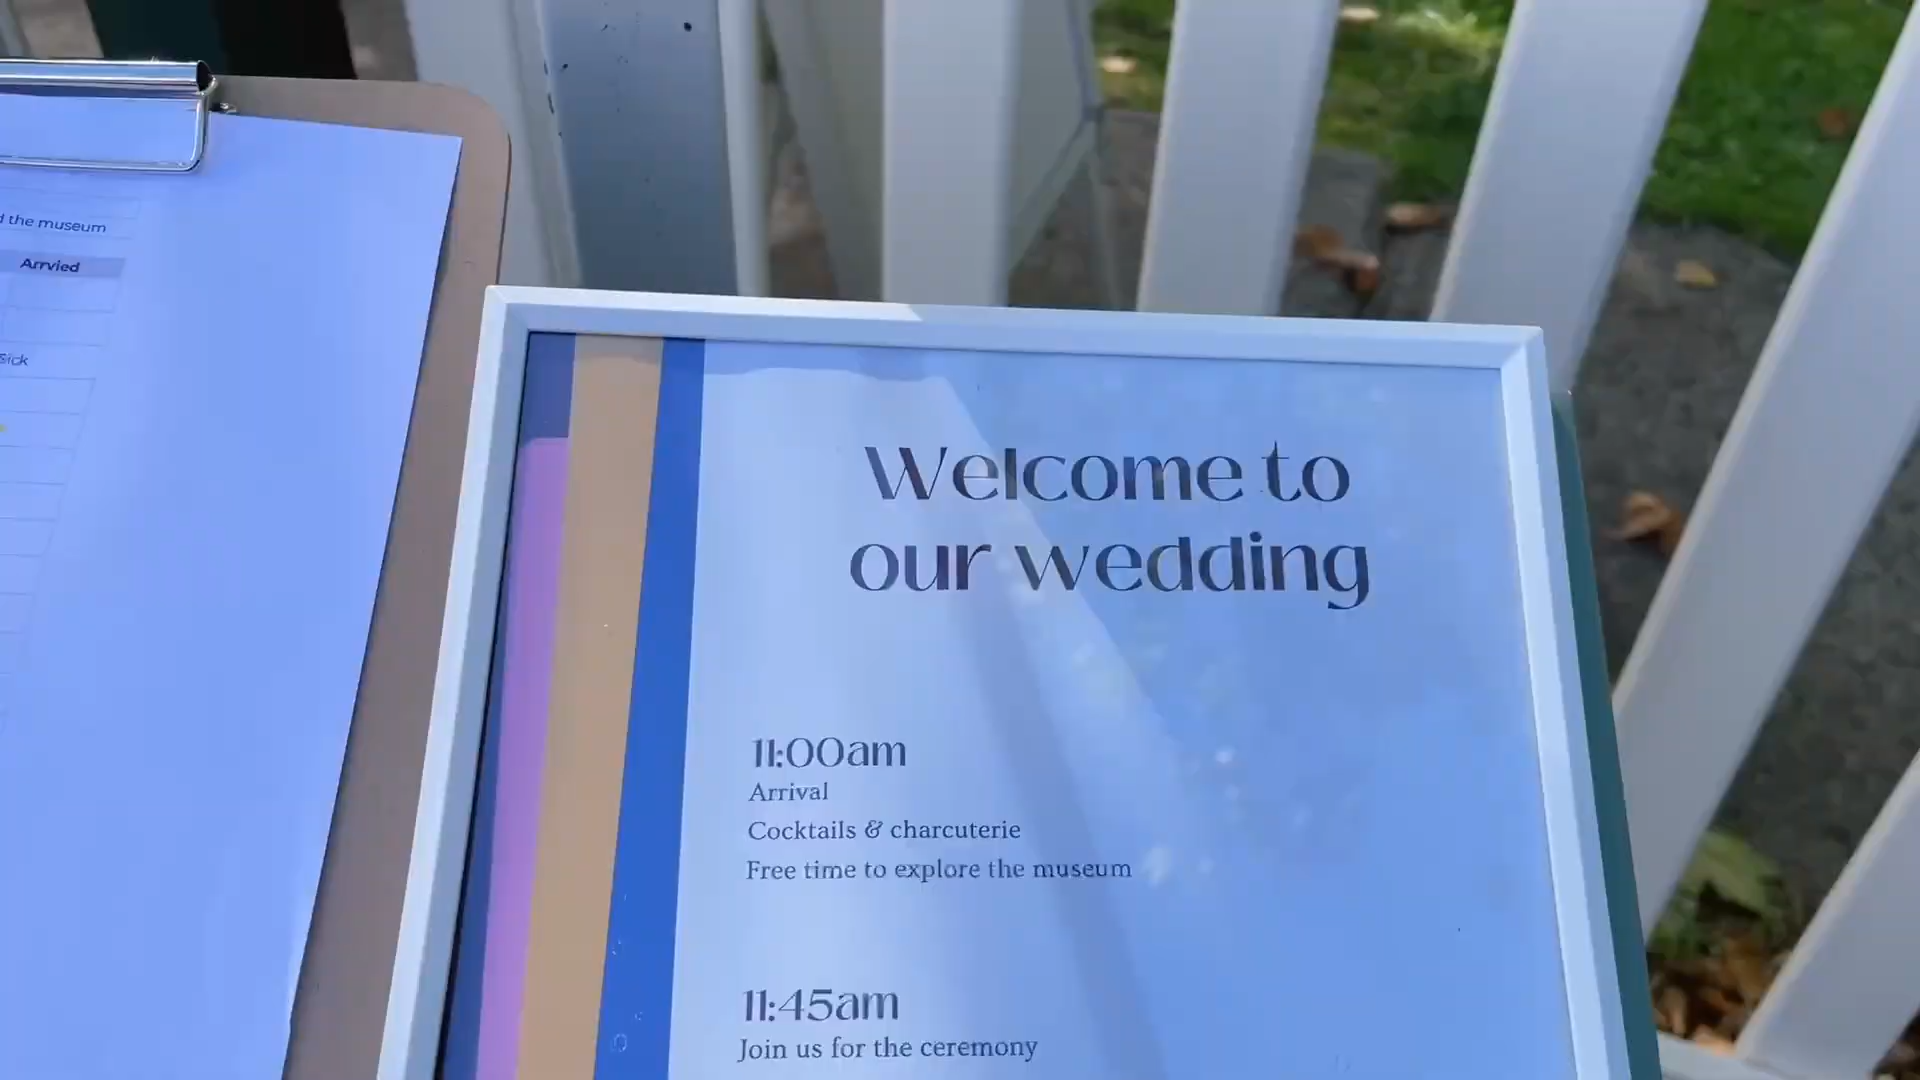 the museum
Arrvied
sick
Welcome to
our wedding
11:00am
Arrival
Cocktails & charcuterie
Free time to explore the museum
11:45am
Join us for the ceremony